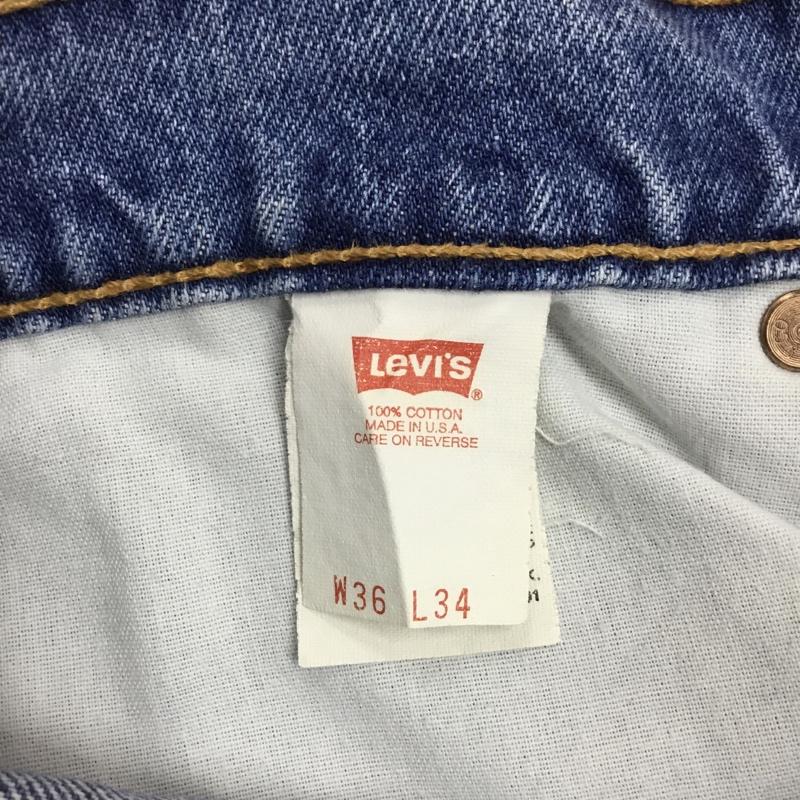 Levi's
®
100% COTTON
MADE IN U.S.A.
CARE ON REVERSE
W36 L34